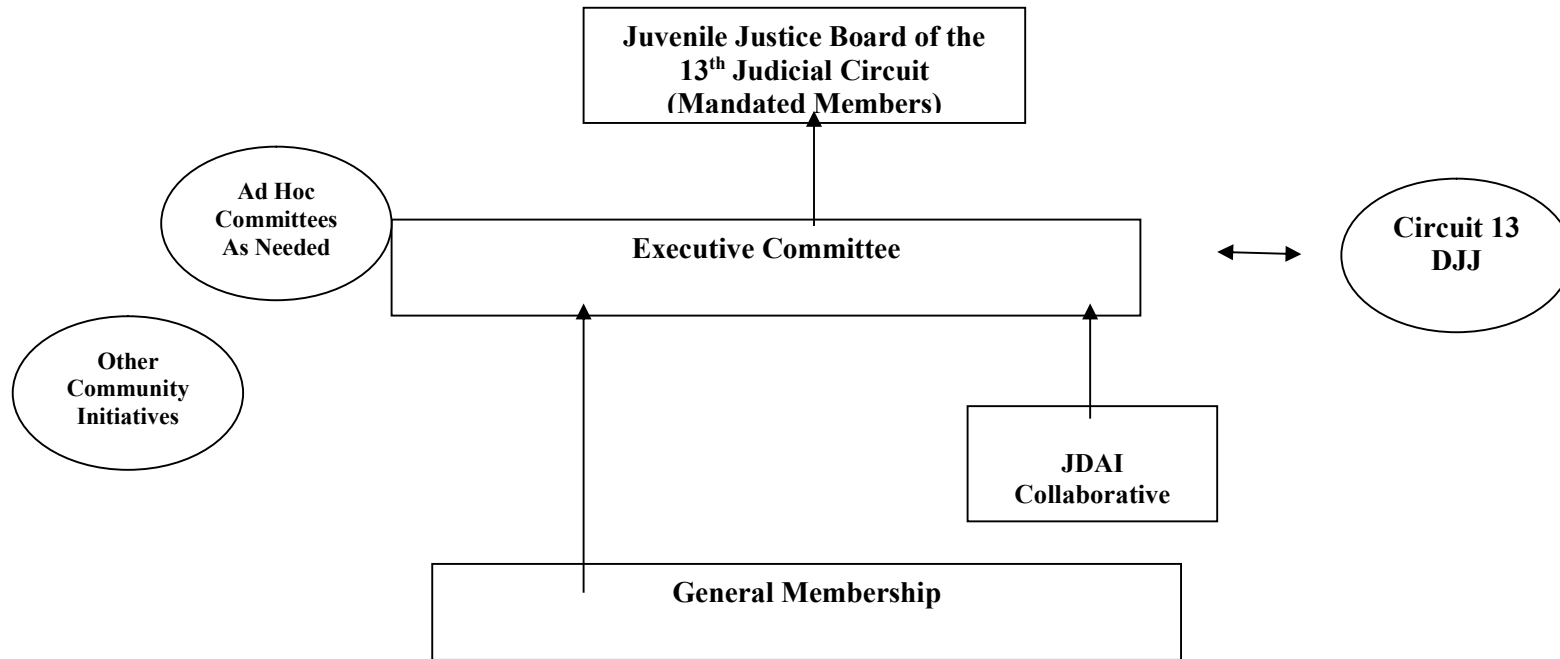 Juvenile Justice Board of the
13th Judicial Circuit
(Mandated Members)
Ad Hoc
Committees
As Needed
Executive Committee
Circuit 13
DJJ
Other
Community
Initiatives
JDAI
Collaborative
General Membership